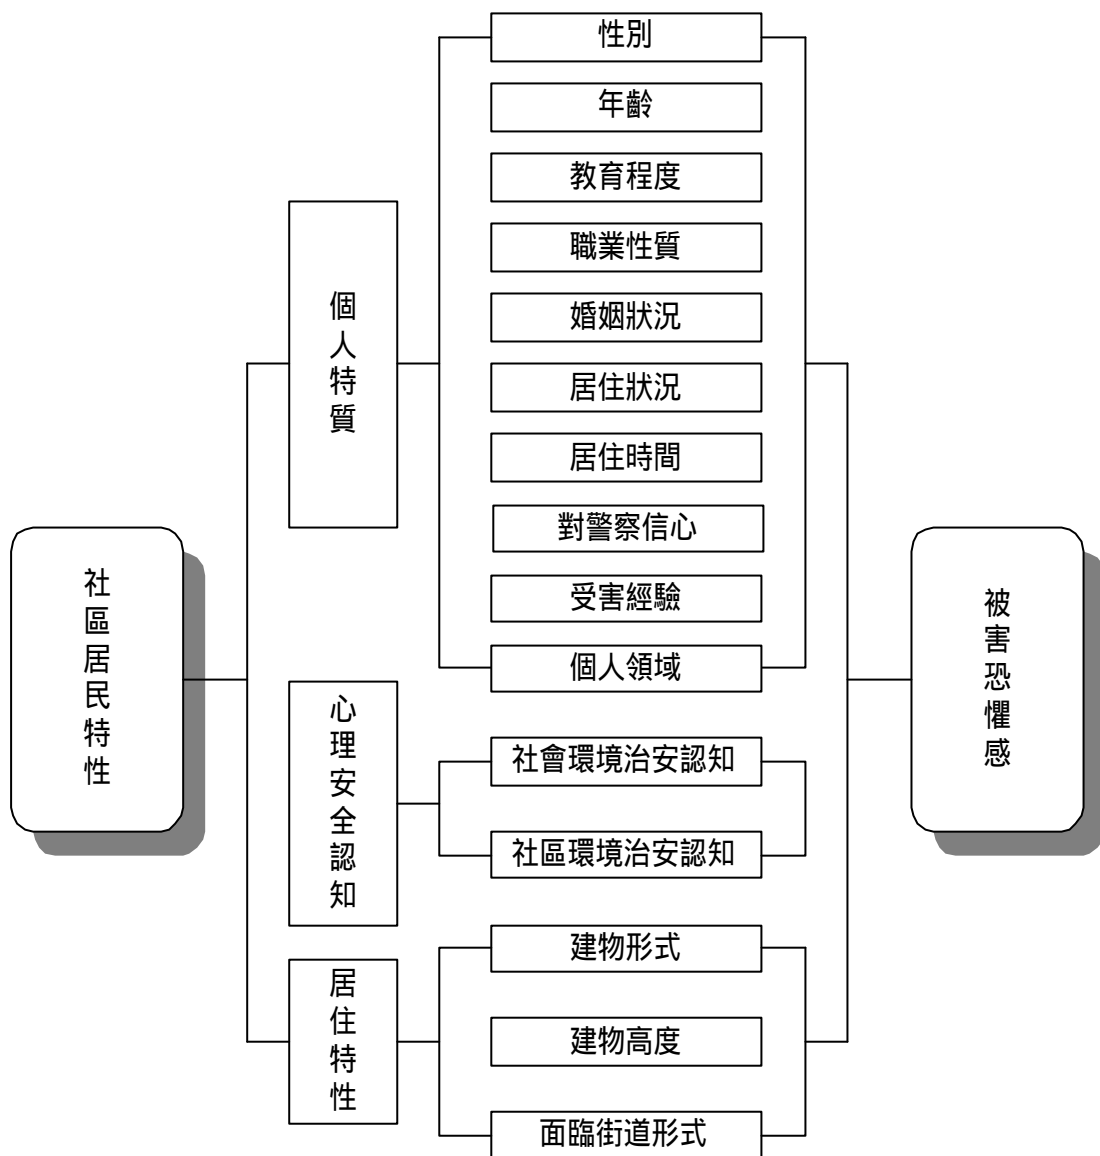 社區居民特性
個人特質
心理安全認知
居住特性
性別
年齡
教育程度
職業性質
婚姻狀況
居住狀況
居住時間
對警察信心
受害經驗
個人領域
社會環境治安認知
社區環境治安認知
建物形式
建物高度
面臨街道形式
被害恐懼感